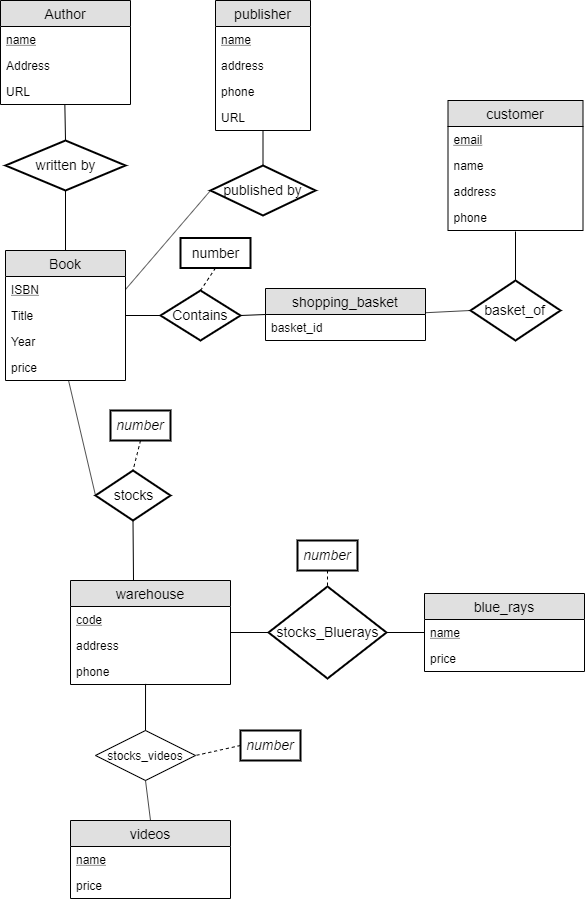 Author
name
Address
URL
publisher
name
address
phone
URL
customer
email
name
address
phone
written by
published by
Book
ISBN
Title
Year
price
number
Contains
shopping_basket
basket_id
basket_of
number
stocks
warehouse
code
address
phone
number
stocks_Bluerays
blue_rays
name
price
stocks_videos
number
videos
name
price